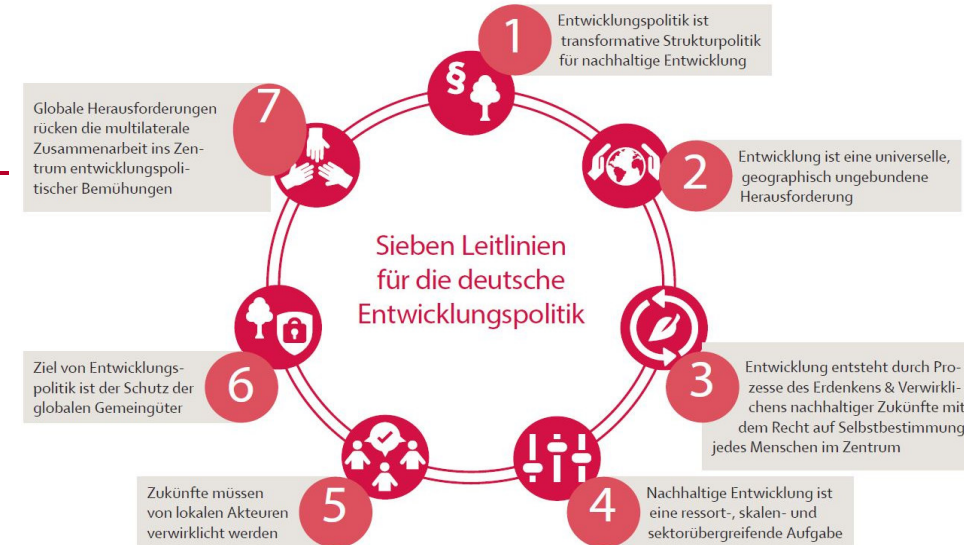 1
Entwicklungspolitik ist
transformative Strukturpolitik
für nachhaltige Entwicklung
§
2
Entwicklung ist eine universelle,
geographisch ungebundene
Herausforderung
3
Entwicklung entsteht durch Pro-
zesse des Erdenkens & Verwirkli-
chens nachhaltiger Zukünfte mit
dem Recht auf Selbstbestimmung
jedes Menschen im Zentrum
4
Nachhaltige Entwicklung ist
eine ressort-, skalen- und
sektorübergreifende Aufgabe
5
Zukünfte müssen
von lokalen Akteuren
verwirklicht werden
6
Ziel von Entwicklungs-
politik ist der Schutz der
globalen Gemeingüter
7
Globale Herausforderungen
rücken die multilaterale
Zusammenarbeit ins Zen-
trum entwicklungspoli-
tischer Bemühungen
Sieben Leitlinien
für die deutsche
Entwicklungspolitik